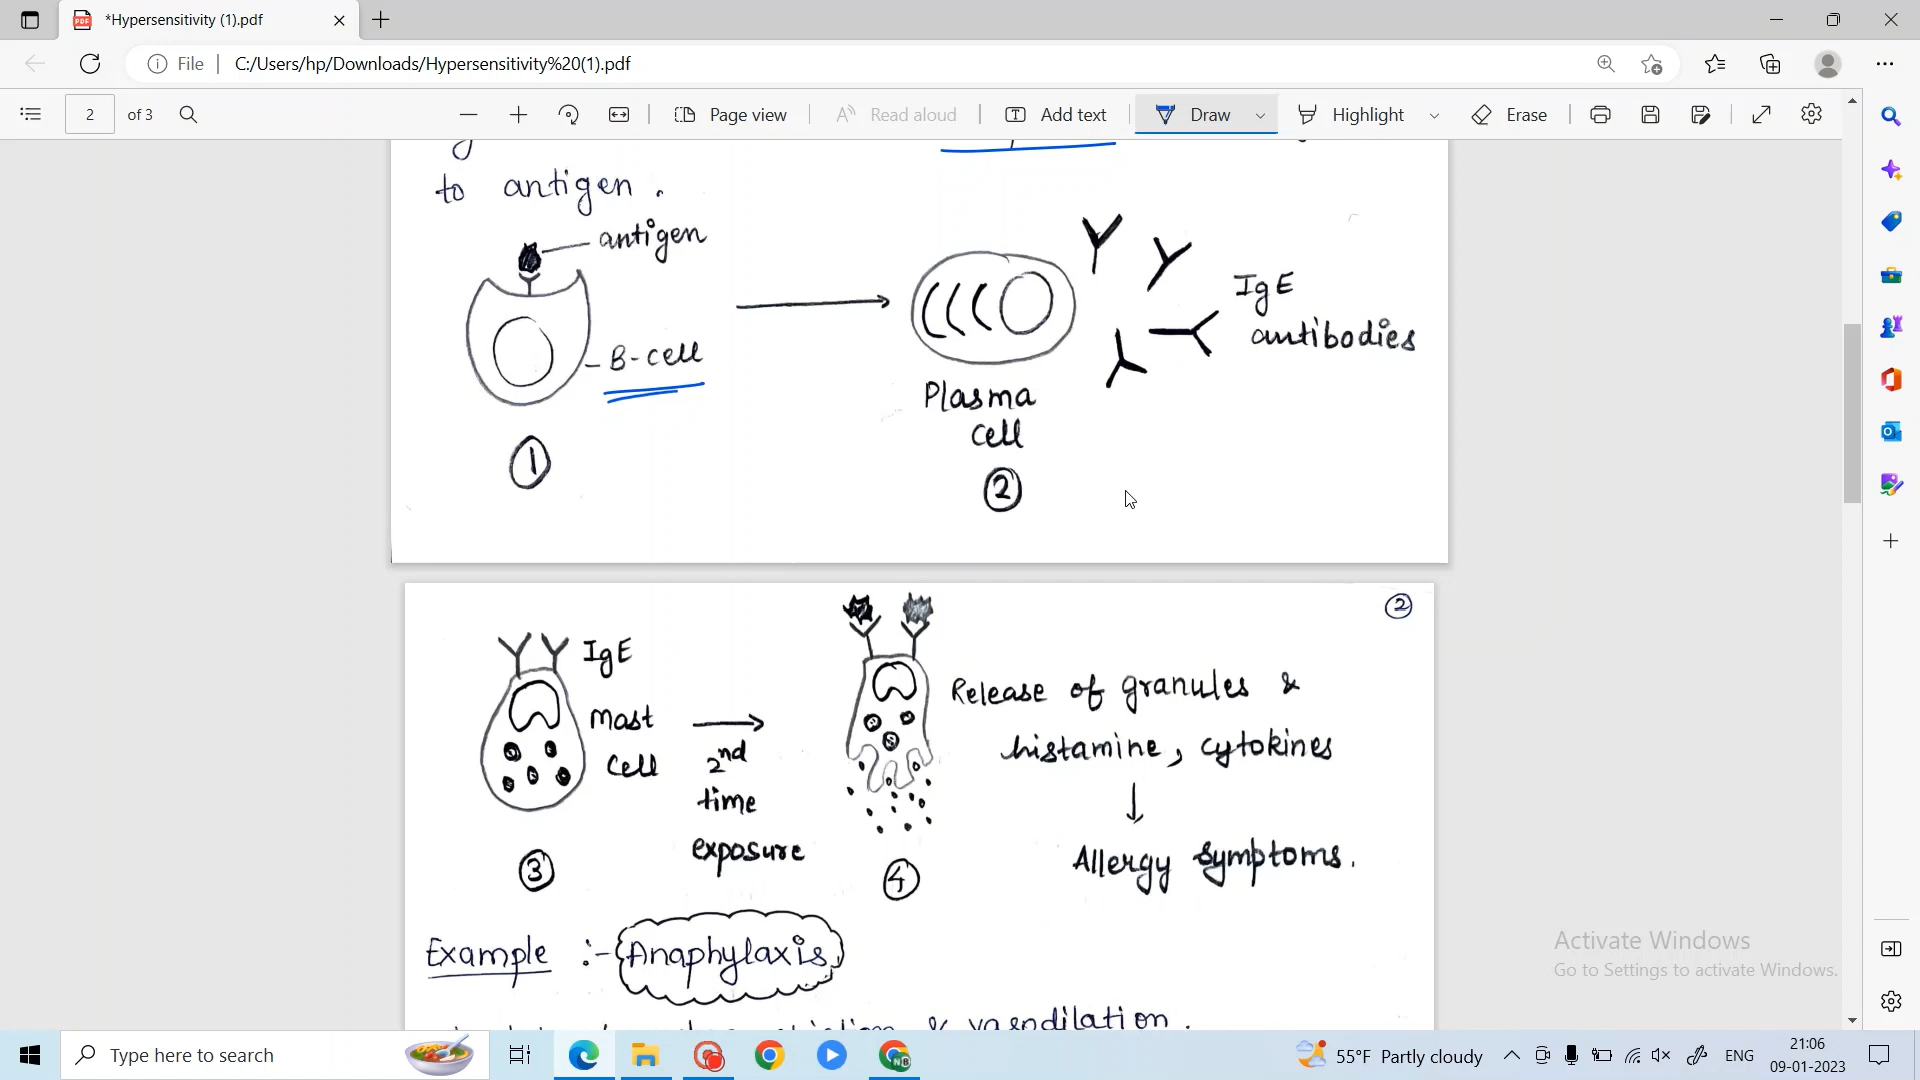 *Hypersensitivity (1).pdf
File
C:/Users/hp/Downloads/Hypersensitivity%20(1).pdf
2 of 3
Page view
Read aloud
Add text
Draw
Highlight
Erase
to antigen.
antigen
B-cell
1
Plasma
cell
2
IgE
antibodies
2
IgE
Mast
cell
3
2nd
time
exposure
4
Release of granules &
histamine, cytokines
Allergy symptoms.
Example :- Anaphylaxis
& vasodilation.
Activate Windows
Go to Settings to activate Windows.
Type here to search
55°F Partly cloudy
ENG
21:06
09-01-2023